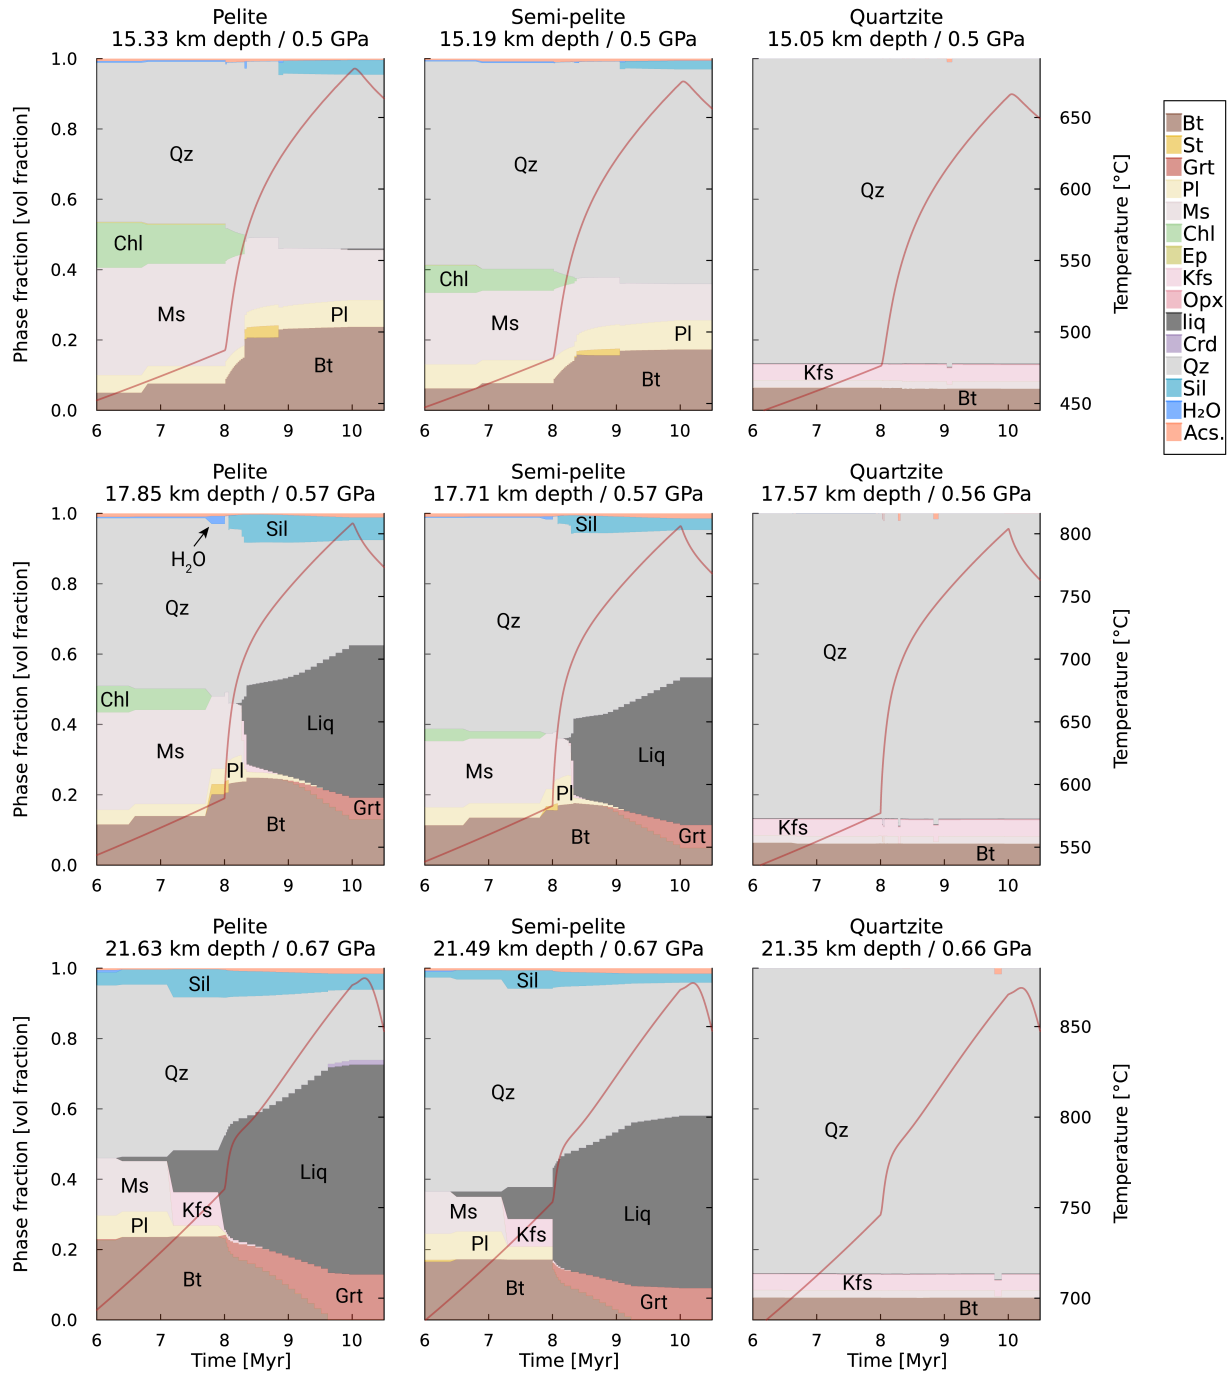 Pelite
15.33 km depth / 0.5 GPa
Semi-pelite
15.19 km depth / 0.5 GPa
Quartzite
15.05 km depth / 0.5 GPa
Phase fraction [vol fraction]
1.0
0.8
0.6
0.4
0.2
0.0
Qz
Chl
Ms
Pl
Bt
6 7 8 9 10
Qz
Chl
Ms
Pl
Bt
6 7 8 9 10
Qz
Kfs
Bt
6 7 8 9 10
650
600
550
500
450
Temperature [°C]
Bt
St
Grt
Pl
Ms
Chl
Ep
Kfs
Opx
liq
Crd
Qz
Sil
H₂O
Acs.
Pelite
17.85 km depth / 0.57 GPa
Semi-pelite
17.71 km depth / 0.57 GPa
Quartzite
17.57 km depth / 0.56 GPa
Phase fraction [vol fraction]
1.0
0.8
0.6
0.4
0.2
0.0
Sil
H₂O
Qz
Chl
Liq
Ms
Pl
Grt
Bt
6 7 8 9 10
Sil
Qz
Liq
Ms
Pl
Bt
Grt
6 7 8 9 10
Qz
Kfs
Bt
6 7 8 9 10
800
750
700
650
600
550
Temperature [°C]
Pelite
21.63 km depth / 0.67 GPa
Semi-pelite
21.49 km depth / 0.67 GPa
Quartzite
21.35 km depth / 0.66 GPa
Phase fraction [vol fraction]
1.0
0.8
0.6
0.4
0.2
0.0
Sil
Qz
Liq
Ms
Kfs
Pl
Bt
Grt
6 7 8 9 10
Time [Myr]
Sil
Qz
Ms
Liq
Kfs
Pl
Bt
Grt
6 7 8 9 10
Time [Myr]
Qz
Kfs
Bt
6 7 8 9 10
Time [Myr]
850
800
750
700
Temperature [°C]